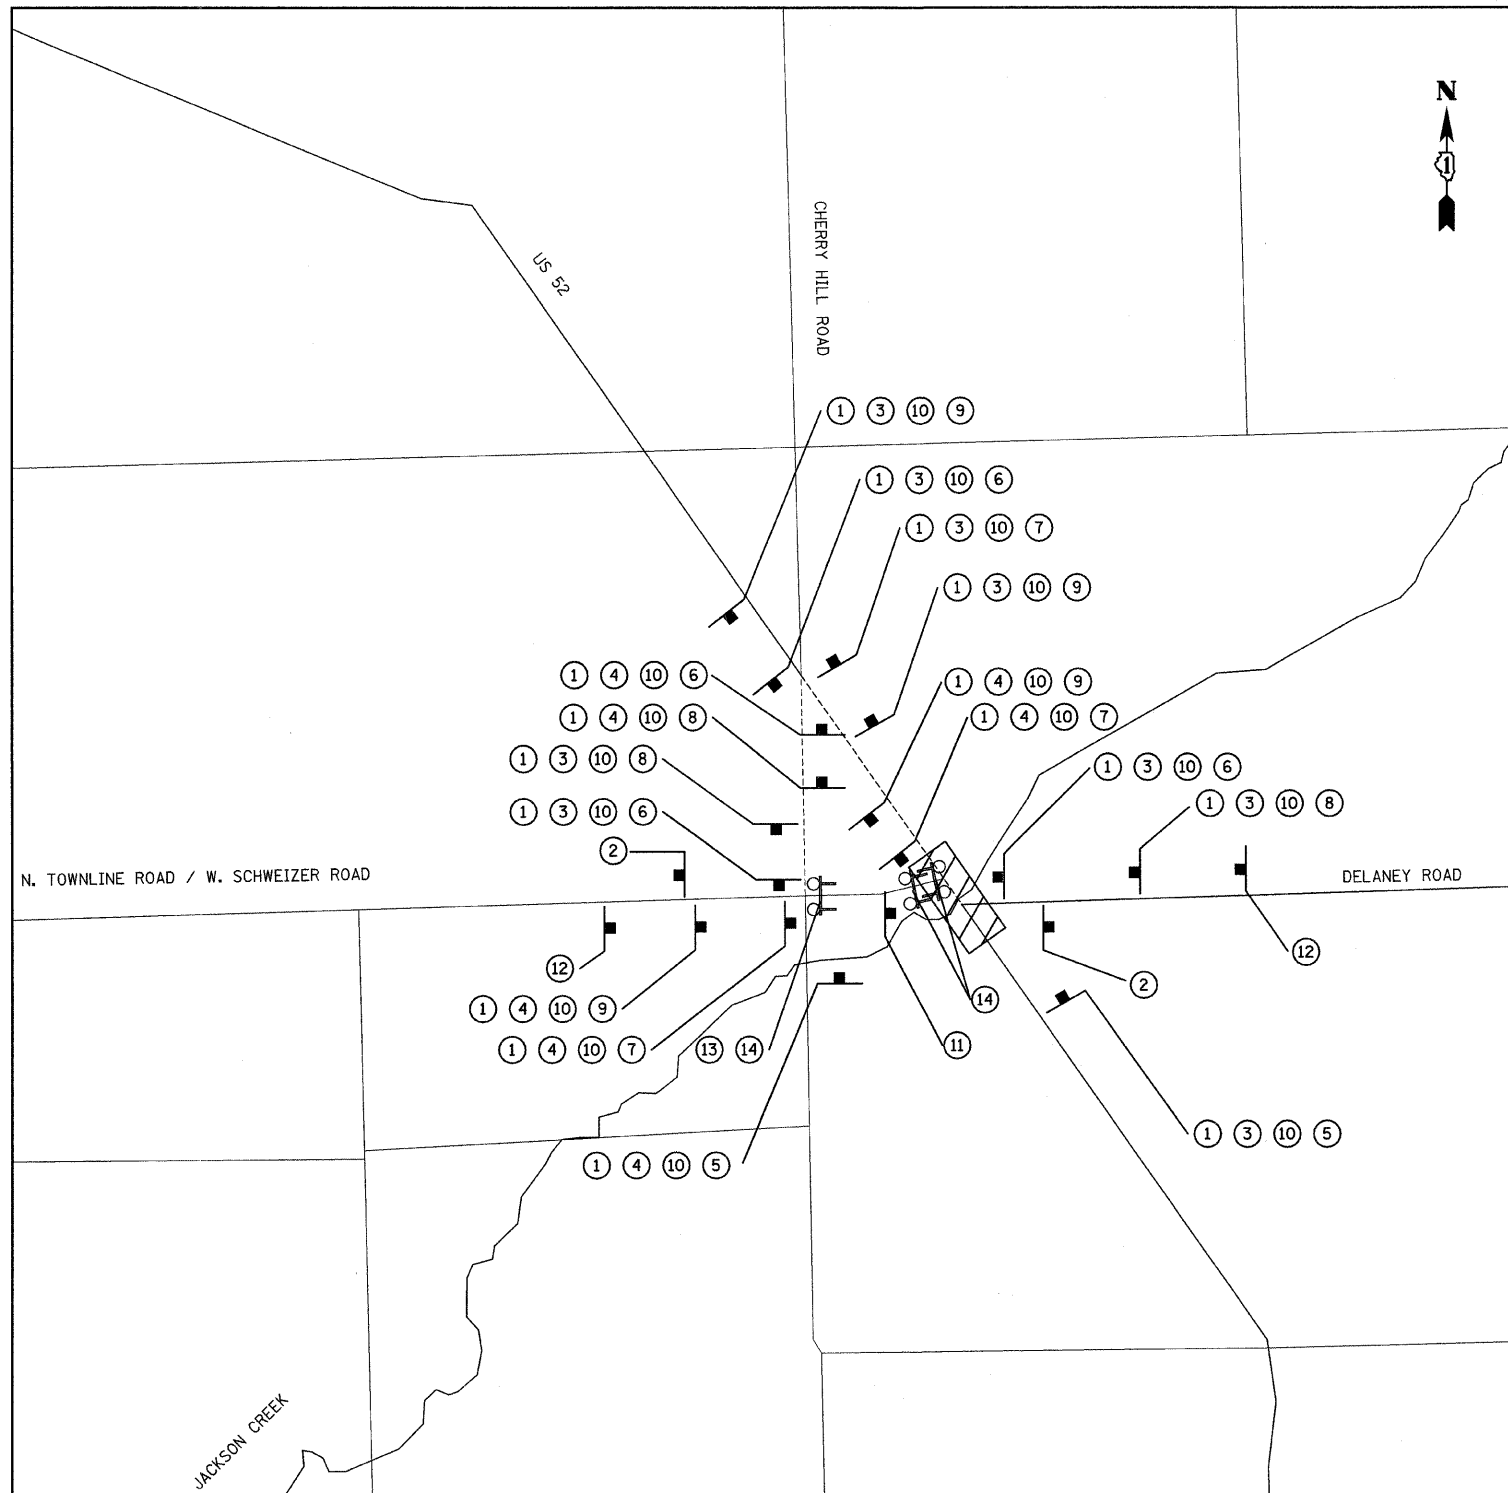 N
1
US 52
CHERRY HILL ROAD
1 3 10 9
1 3 10 6
1 3 10 7
1 3 10 9
1 4 10 6
1 4 10 9
1 4 10 8
1 4 10 7
1 3 10 8
1 3 10 6
1 3 10 8
1 3 10 6
2
N. TOWNLINE ROAD / W. SCHWEIZER ROAD
DELANEY ROAD
12
12
2
14
1 4 10 9
1 4 10 7
13 14
11
1 3 10 5
1 4 10 5
JACKSON CREEK